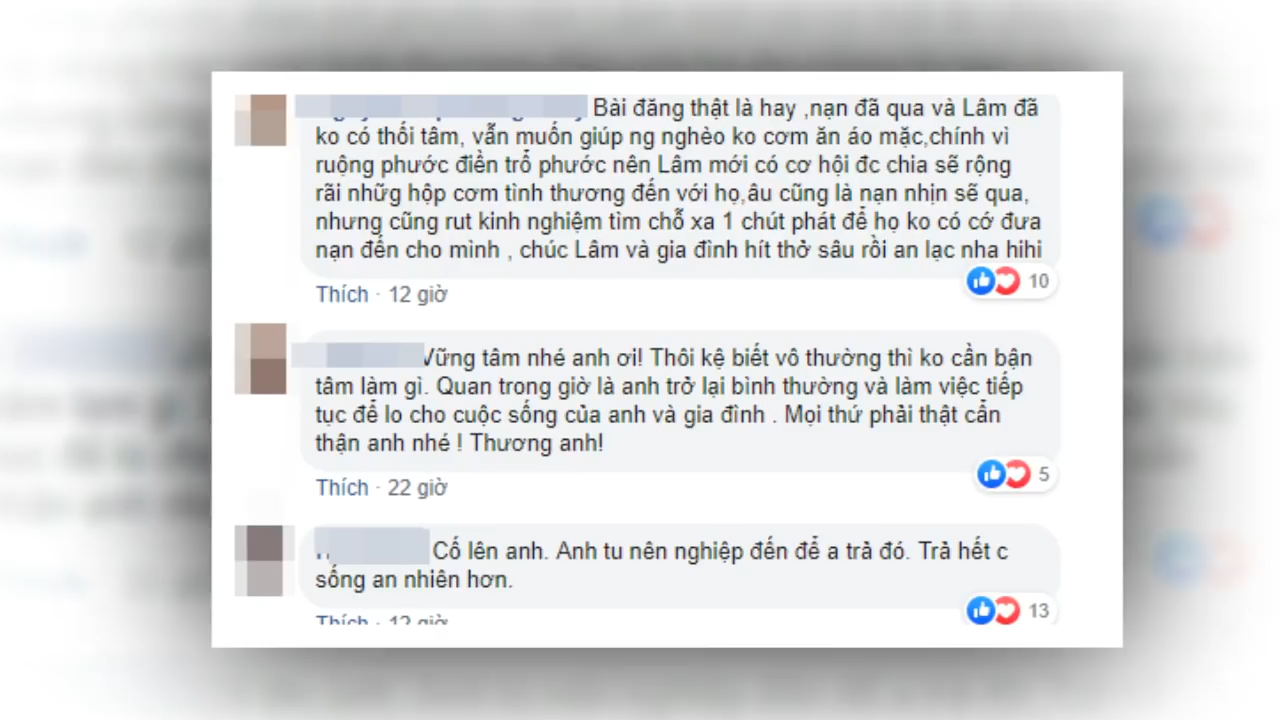 Bài đăng thật là hay ,nạn đã qua và Lâm đã
ko có thối tâm, vẫn muốn giúp ng nghèo ko cơm ăn áo mặc,chính vì
ruộng phước điền trổ phước nên Lâm mới có cơ hội đc chia sẽ rộng
rãi nhữg hộp cơm tình thương đến với họ,âu cũng là nạn nhịn sẽ qua,
nhưng cũng rut kinh nghiệm tìm chỗ xa 1 chút phát để họ ko có cớ đưa
nạn đến cho mình , chúc Lâm và gia đình hít thở sâu rồi an lạc nha hihi
10
Thích · 12 giờ
Vững tâm nhé anh ơi! Thôi kệ biết vô thường thì ko cần bận
tâm làm gì. Quan trong giờ là anh trở lại bình thường và làm việc tiếp
tục để lo cho cuộc sống của anh và gia đình . Mọi thứ phải thật cẩn
thận anh nhé ! Thương anh!
5
Thích · 22 giờ
Cố lên anh. Anh tu nên nghiệp đến để a trả đó. Trả hết c
sống an nhiên hơn.
13
Thích · 12 giờ